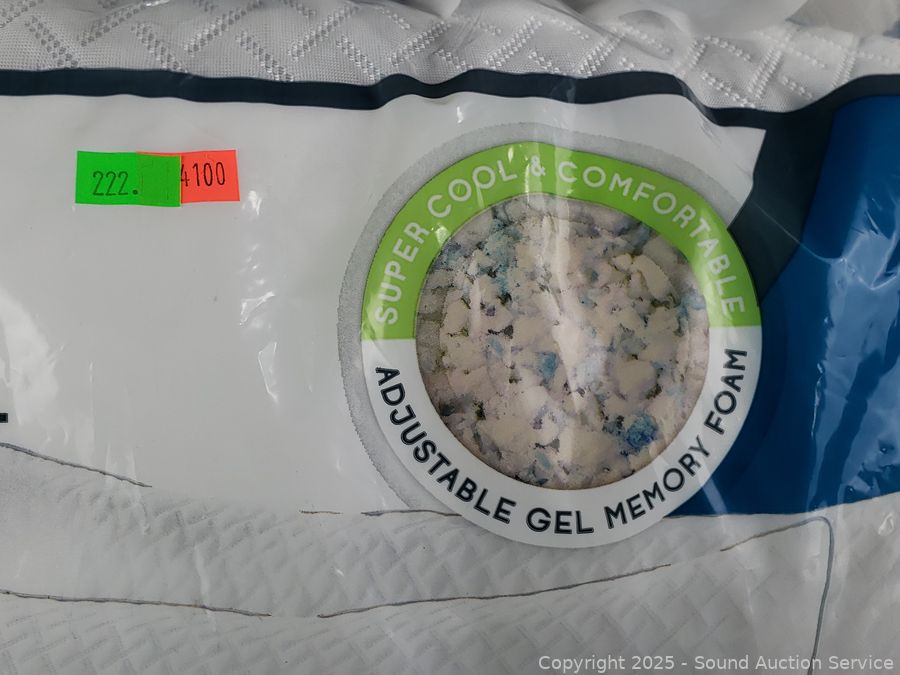 222.
4100
SUPER COOL & COMFORTABLE
ADJUSTABLE GEL MEMORY FOAM
Copyright 2025 - Sound Auction Service